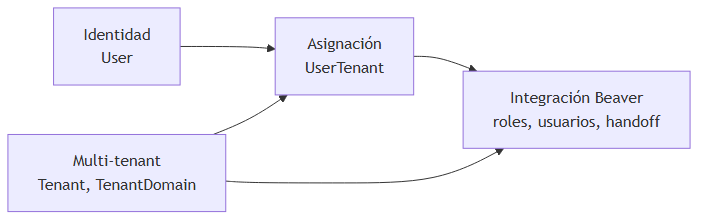 Identidad
User
Asignación
UserTenant
Integración Beaver
roles, usuarios, handoff
Multi-tenant
Tenant, TenantDomain